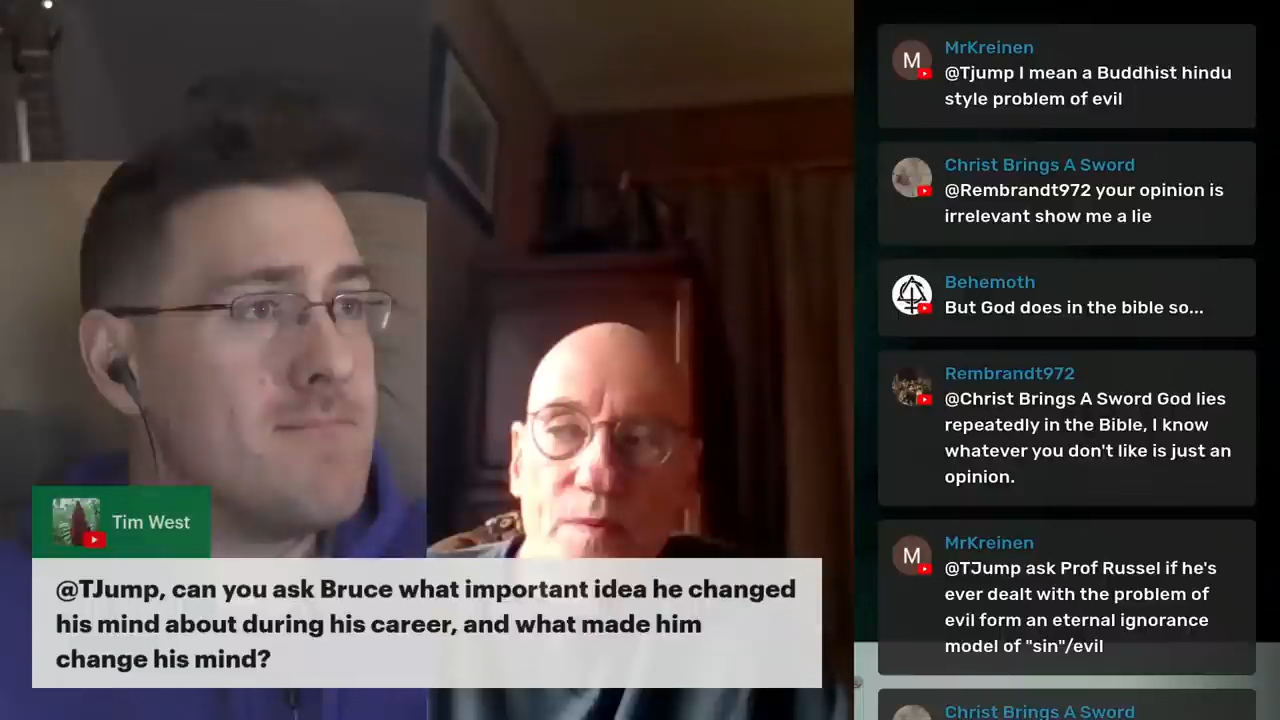 Tim West
@TJump, can you ask Bruce what important idea he changed
his mind about during his career, and what made him
change his mind?
MrKreinen
@Tjump I mean a Buddhist hindu
style problem of evil
Christ Brings A Sword
@Rembrandt972 your opinion is
irrelevant show me a lie
Behemoth
But God does in the bible so...
Rembrandt972
@Christ Brings A Sword God lies
repeatedly in the Bible, I know
whatever you don't like is just an
opinion.
M
MrKreinen
@TJump ask Prof Russel if he's
ever dealt with the problem of
evil form an eternal ignorance
model of "sin"/evil
Christ Brings A Sword